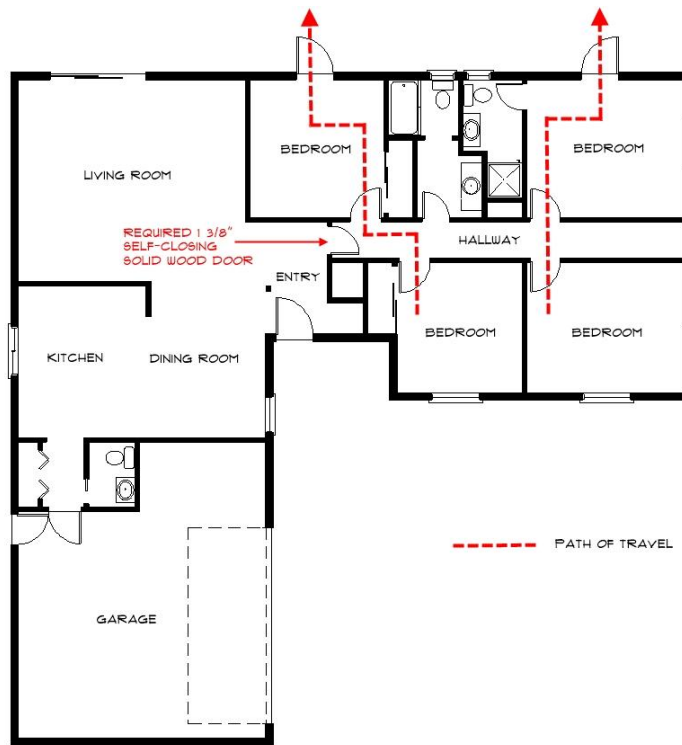 BEDROOM
BEDROOM
LIVING ROOM
REQUIRED 1 3/8"
SELF-CLOSING
SOLID WOOD DOOR
HALLWAY
ENTRY
BEDROOM
BEDROOM
KITCHEN
DINING ROOM
PATH OF TRAVEL
GARAGE